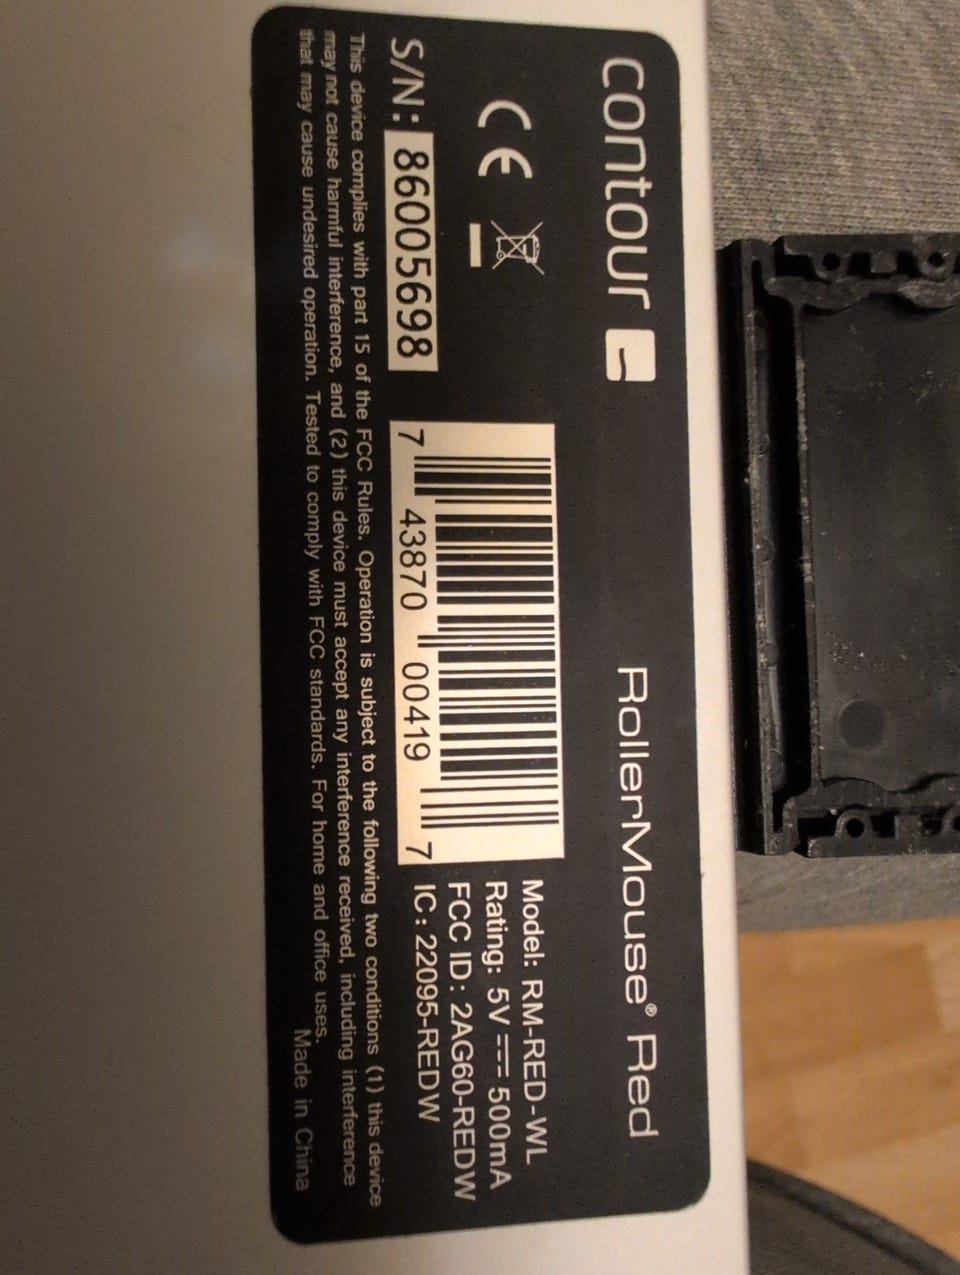 contour
RollerMouse® Red
CE
S/N: 86005698
7 43870 00419 7
Model: RM-RED-WL
Rating: 5V ⎓ 500mA
FCC ID: 2AG60-REDW
IC: 22095-REDW
This device complies with part 15 of the FCC Rules. Operation is subject to the following two conditions (1) this device
may not cause harmful interference, and (2) this device must accept any interference received, including interference
that may cause undesired operation. Tested to comply with FCC standards. For home and office uses.
Made in China